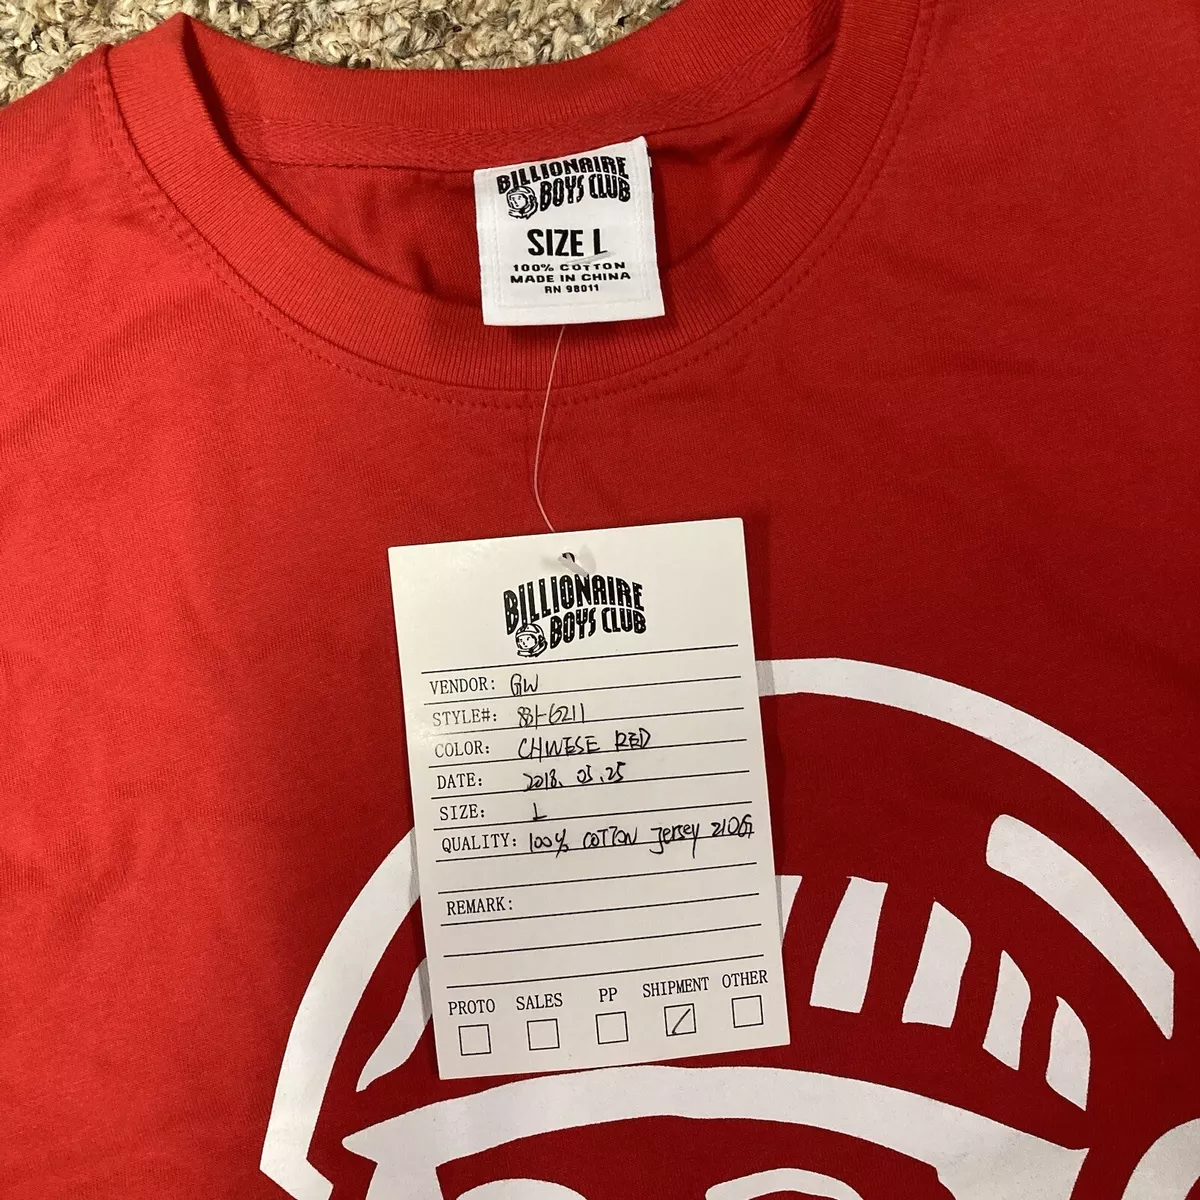 BILLIONAIRE
BOYS CLUB
SIZE L
100% COTTON
MADE IN CHINA
RN 98011
BILLIONAIRE
BOYS CLUB
VENDOR: GW
STYLE#: 881-6211
COLOR: CHINESE RED
DATE: 2018.05.25
SIZE: L
QUALITY: 100% COTTON Jersey 210G
REMARK:
PROTO SALES PP SHIPMENT OTHER